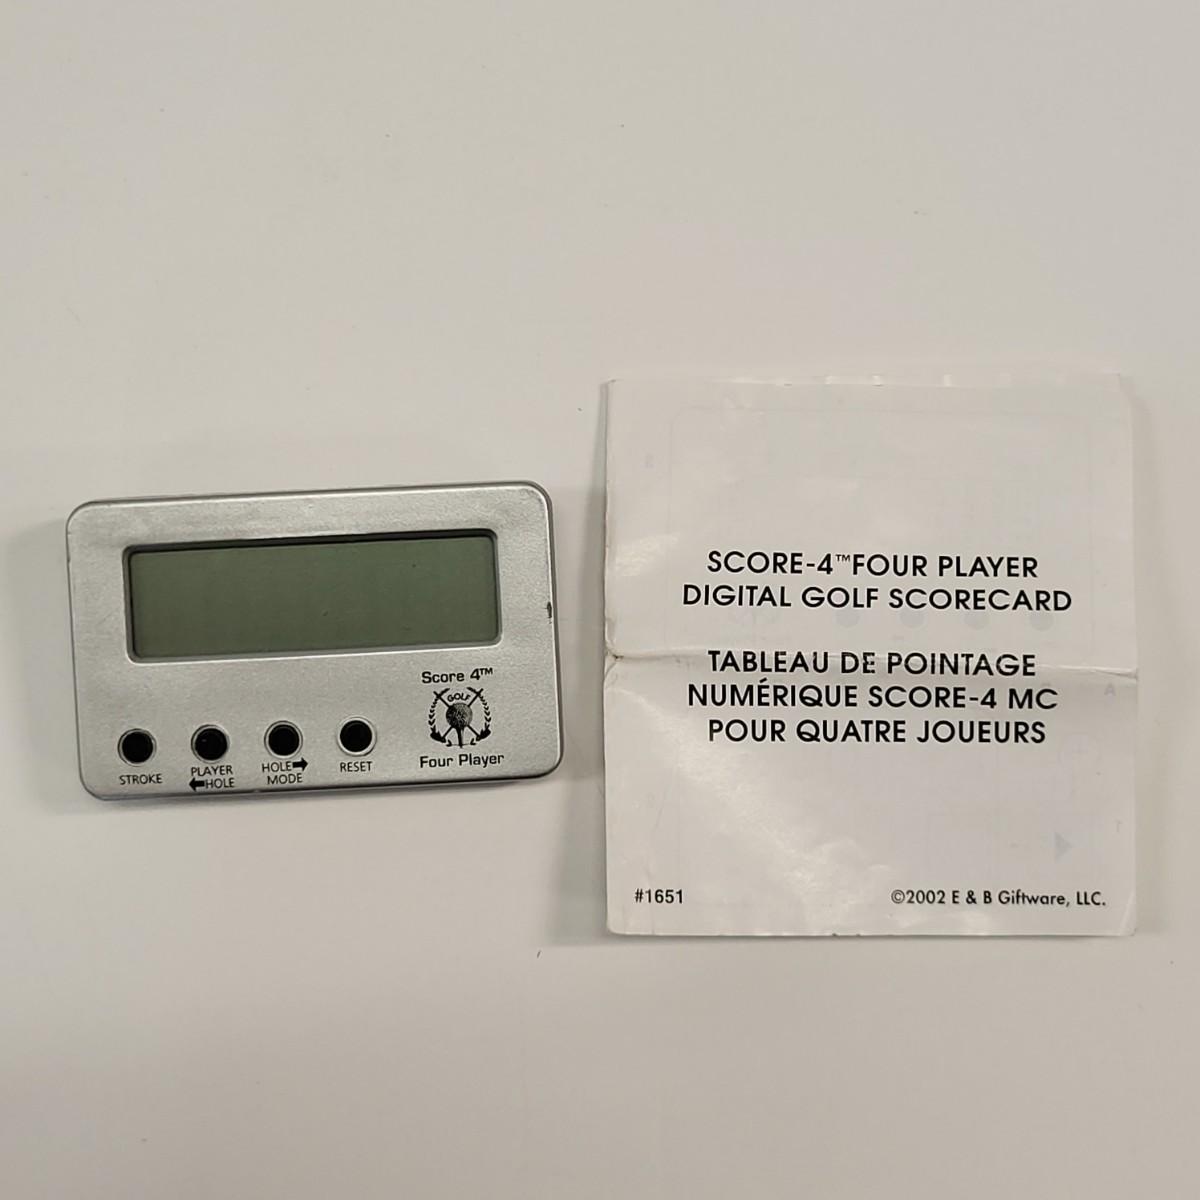 Score 4™
GOLF
Four Player
STROKE
PLAYER
←HOLE
HOLE→
MODE
RESET
SCORE-4™FOUR PLAYER
DIGITAL GOLF SCORECARD
TABLEAU DE POINTAGE
NUMÉRIQUE SCORE-4 MC
POUR QUATRE JOUEURS
#1651
©2002 E & B Giftware, LLC.